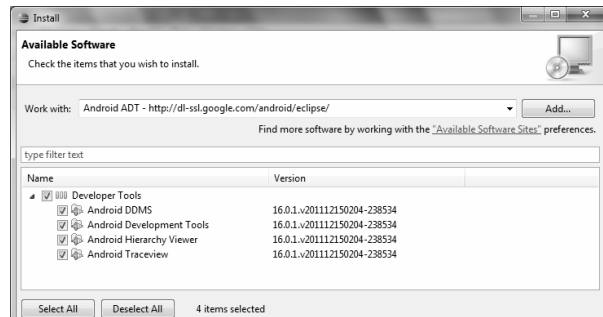 Install
Available Software
Check the items that you wish to install.
Work with: Android ADT - http://dl-ssl.google.com/android/eclipse/ Add...
Find more software by working with the "Available Software Sites" preferences.
type filter text
Name Version
Developer Tools
Android DDMS 16.0.1.v201112150204-238534
Android Development Tools 16.0.1.v201112150204-238534
Android Hierarchy Viewer 16.0.1.v201112150204-238534
Android Traceview 16.0.1.v201112150204-238534
Select All Deselect All 4 items selected